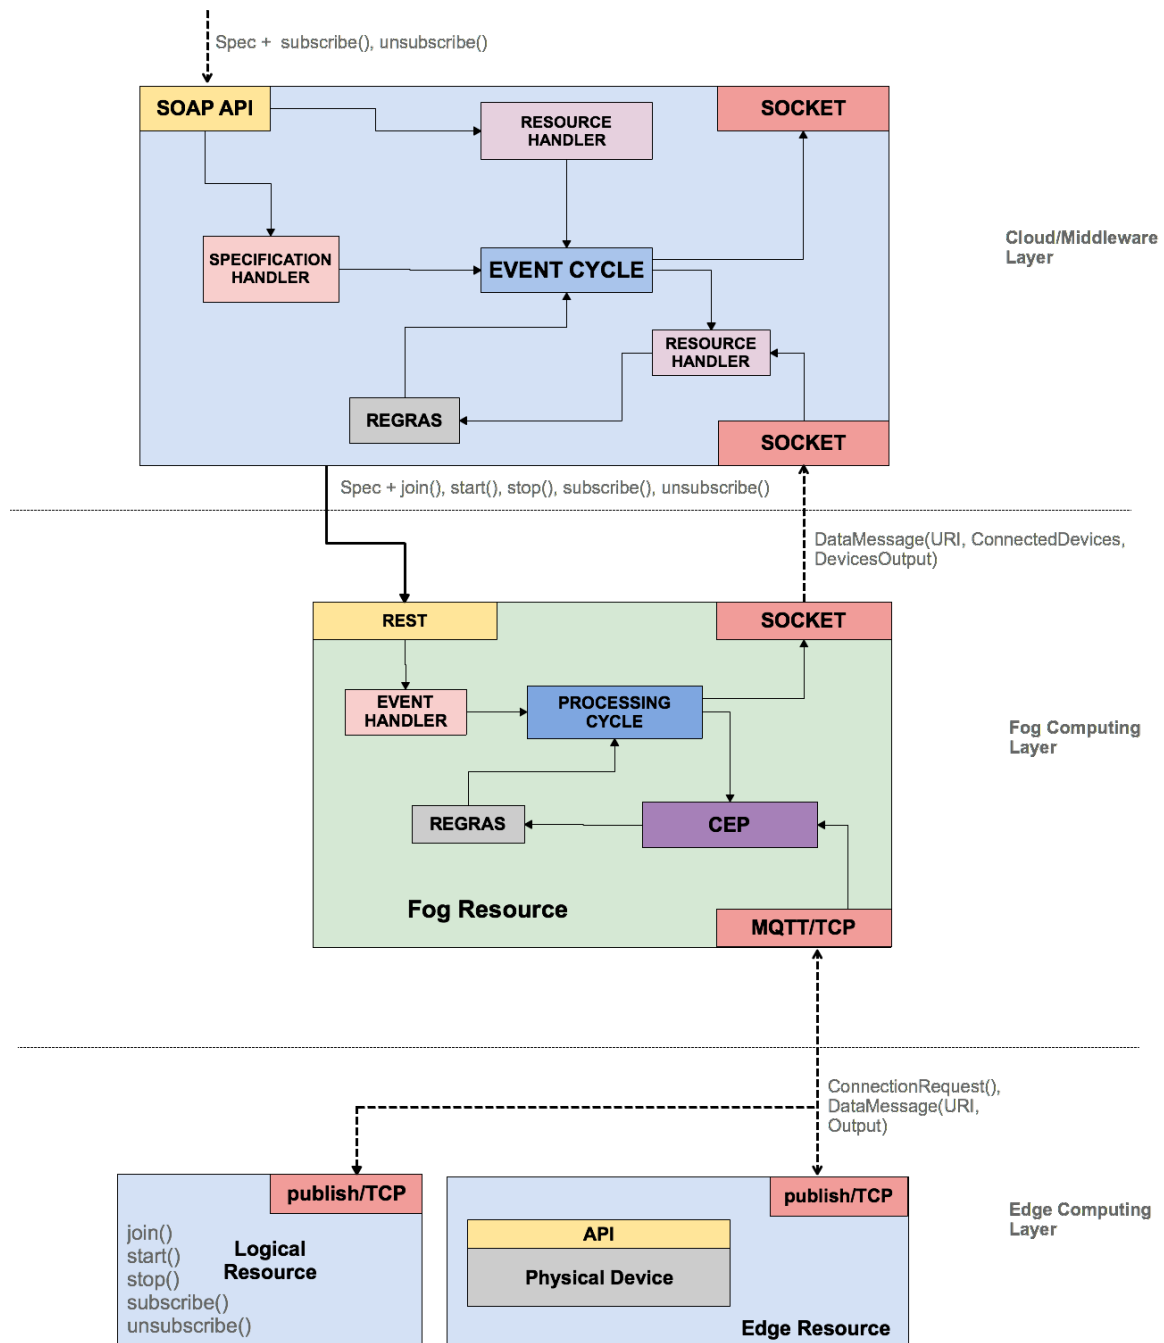 Spec + subscribe(), unsubscribe()
SOAP API
RESOURCE
HANDLER
SOCKET
Cloud/Middleware
Layer
SPECIFICATION
HANDLER
EVENT CYCLE
RESOURCE
HANDLER
REGRAS
SOCKET
Spec + join(), start(), stop(), subscribe(), unsubscribe()
DataMessage(URI, ConnectedDevices,
DevicesOutput)
REST
SOCKET
EVENT
HANDLER
PROCESSING
CYCLE
Fog Computing
Layer
REGRAS
CEP
Fog Resource
MQTT/TCP
ConnectionRequest(),
DataMessage(URI,
Output)
publish/TCP
join()
start()
stop()
subscribe()
unsubscribe()
Logical
Resource
publish/TCP
API
Physical Device
Edge Resource
Edge Computing
Layer